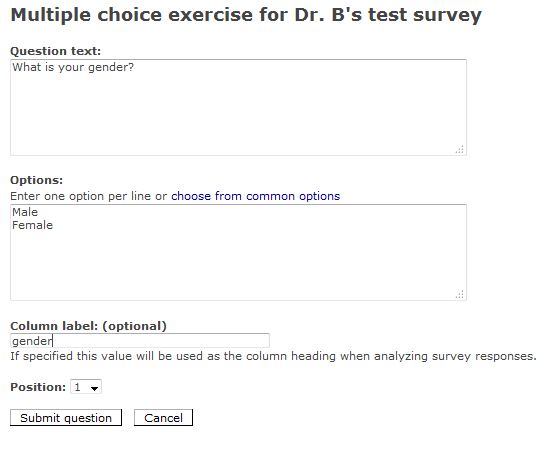 Multiple choice exercise for Dr. B's test survey
Question text:
What is your gender?
Options:
Enter one option per line or choose from common options
Male
Female
Column label: (optional)
gender
If specified this value will be used as the column heading when analyzing survey responses.
Position: 1
Submit question Cancel